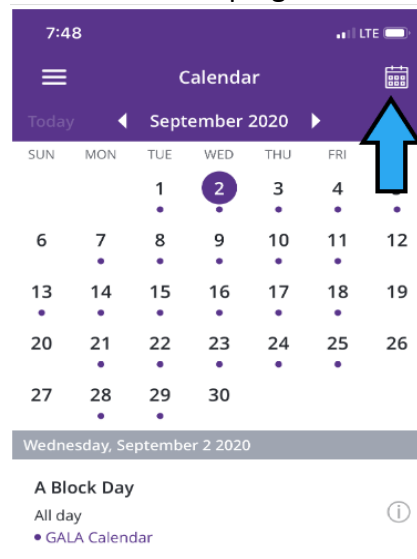 7:48 LTE
Calendar
Today September 2020
SUN MON TUE WED THU FRI
1 2 3 4
6 7 8 9 10 11 12
13 14 15 16 17 18 19
20 21 22 23 24 25 26
27 28 29 30
Wednesday, September 2 2020
A Block Day
All day
GALA Calendar